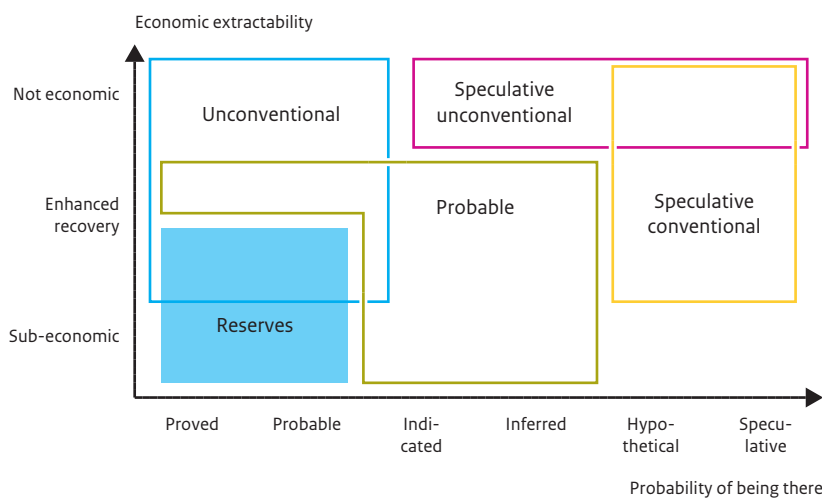 Economic extractability
Not economic
Unconventional
Speculative
unconventional
Enhanced
recovery
Probable
Speculative
conventional
Sub-economic
Reserves
Proved
Probable
Indi-
cated
Inferred
Hypo-
thetical
Specu-
lative
Probability of being there